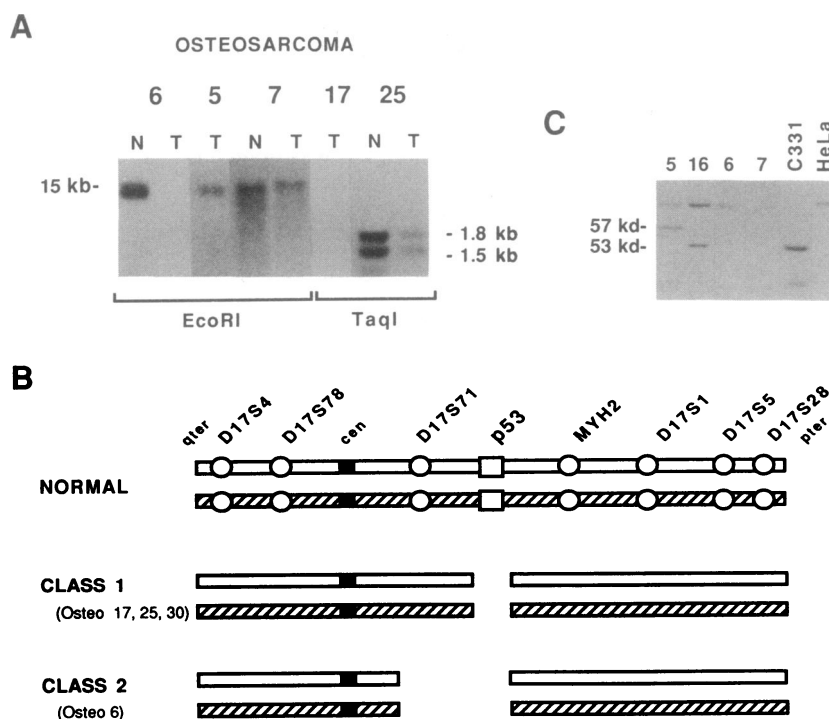 A
OSTEOSARCOMA
6 5 7 17 25
N T T N T T N T
15 kb-
- 1.8 kb
- 1.5 kb
EcoRI TaqI
C
5 16 6 7 C331 HeLa
57 kd-
53 kd-
B
qter D17S4 D17S78 cen D17S71 p53 MYH2 D17S1 D17S5 D17S28 pter
NORMAL
CLASS 1
(Osteo 17, 25, 30)
CLASS 2
(Osteo 6)